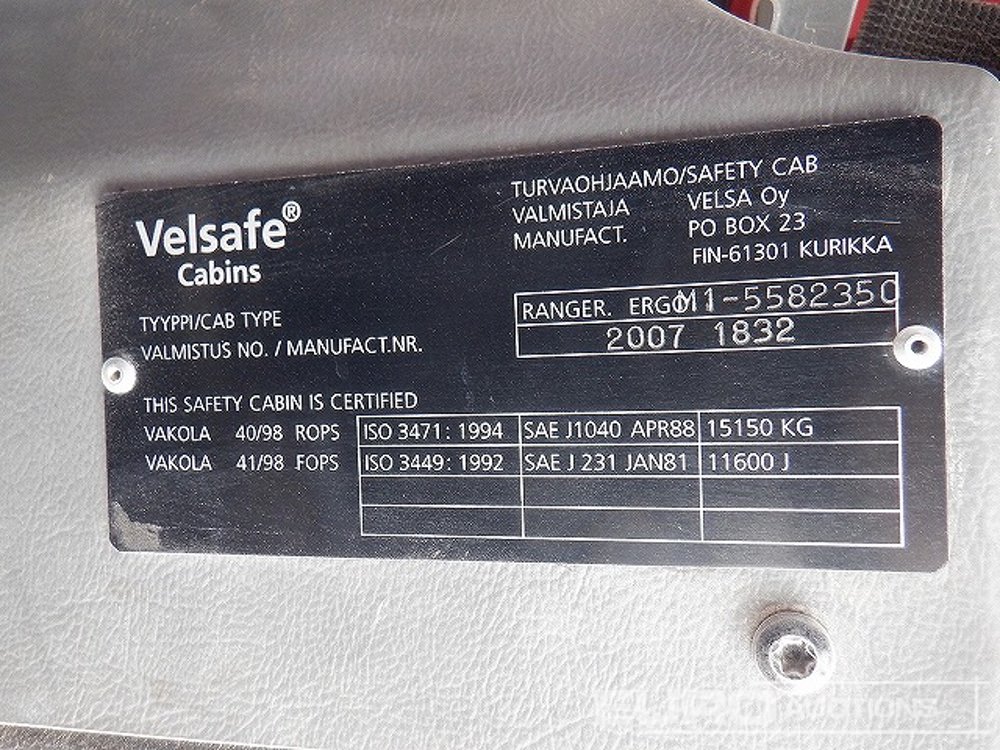 Velsafe®
Cabins
TURVAOHJAAMO/SAFETY CAB
VALMISTAJA VELSA Oy
MANUFACT. PO BOX 23
FIN-61301 KURIKKA
TYYPPI/CAB TYPE RANGER. ERGO M1-5582350
VALMISTUS NO. / MANUFACT.NR. 2007 1832
THIS SAFETY CABIN IS CERTIFIED
VAKOLA 40/98 ROPS ISO 3471: 1994 SAE J1040 APR88 15150 KG
VAKOLA 41/98 FOPS ISO 3449: 1992 SAE J 231 JAN81 11600 J
EURO AUCTIONS